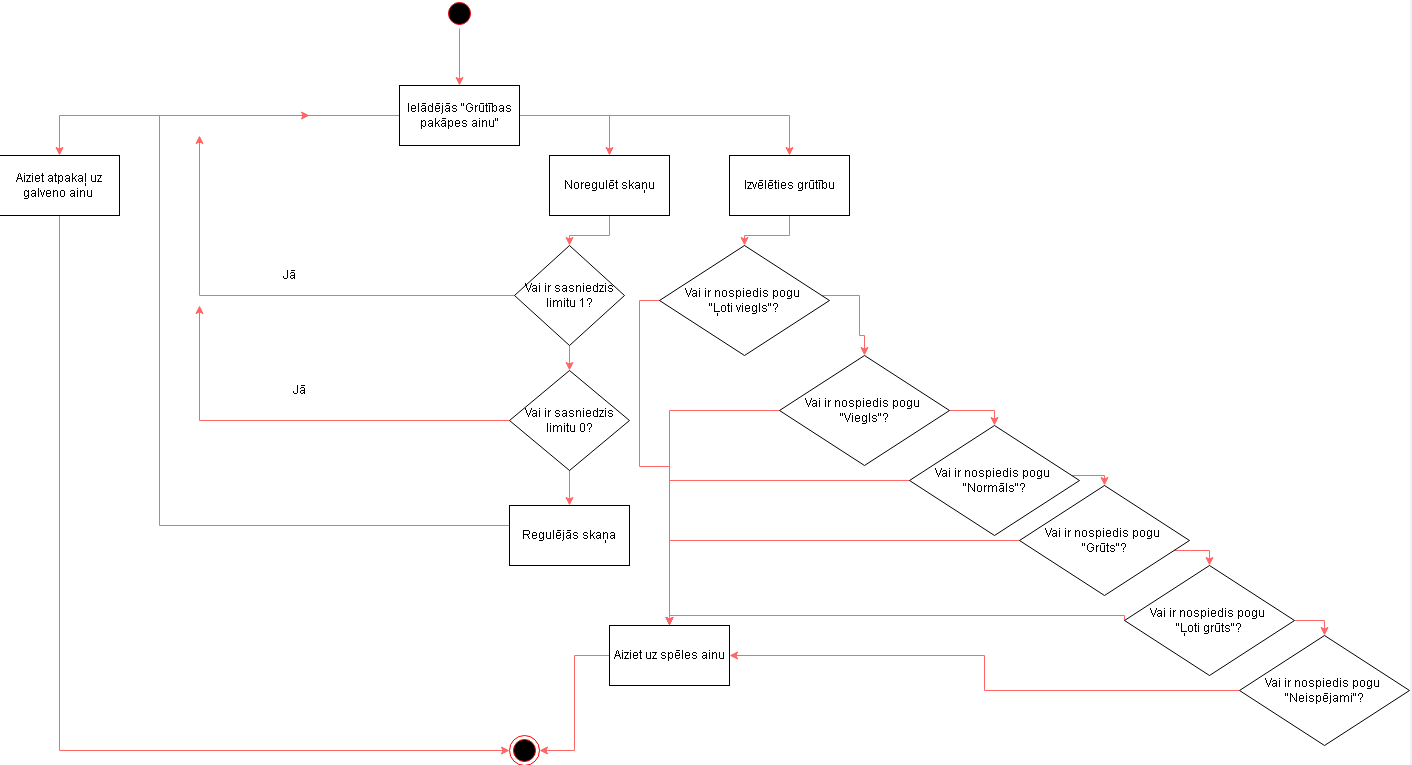 Ielādējās "Grūtības
pakāpes ainu"
Aiziet atpakaļ uz
galveno ainu
Noregulēt skaņu
Izvēlēties grūtību
Jā
Vai ir sasniedzis
limitu 1?
Vai ir nospiedis pogu
"Ļoti viegls"?
Jā
Vai ir sasniedzis
limitu 0?
Vai ir nospiedis pogu
"Viegls"?
Vai ir nospiedis pogu
"Normāls"?
Regulējās skaņa
Vai ir nospiedis pogu
"Grūts"?
Vai ir nospiedis pogu
"Ļoti grūts"?
Aiziet uz spēles ainu
Vai ir nospiedis pogu
"Neispējami"?